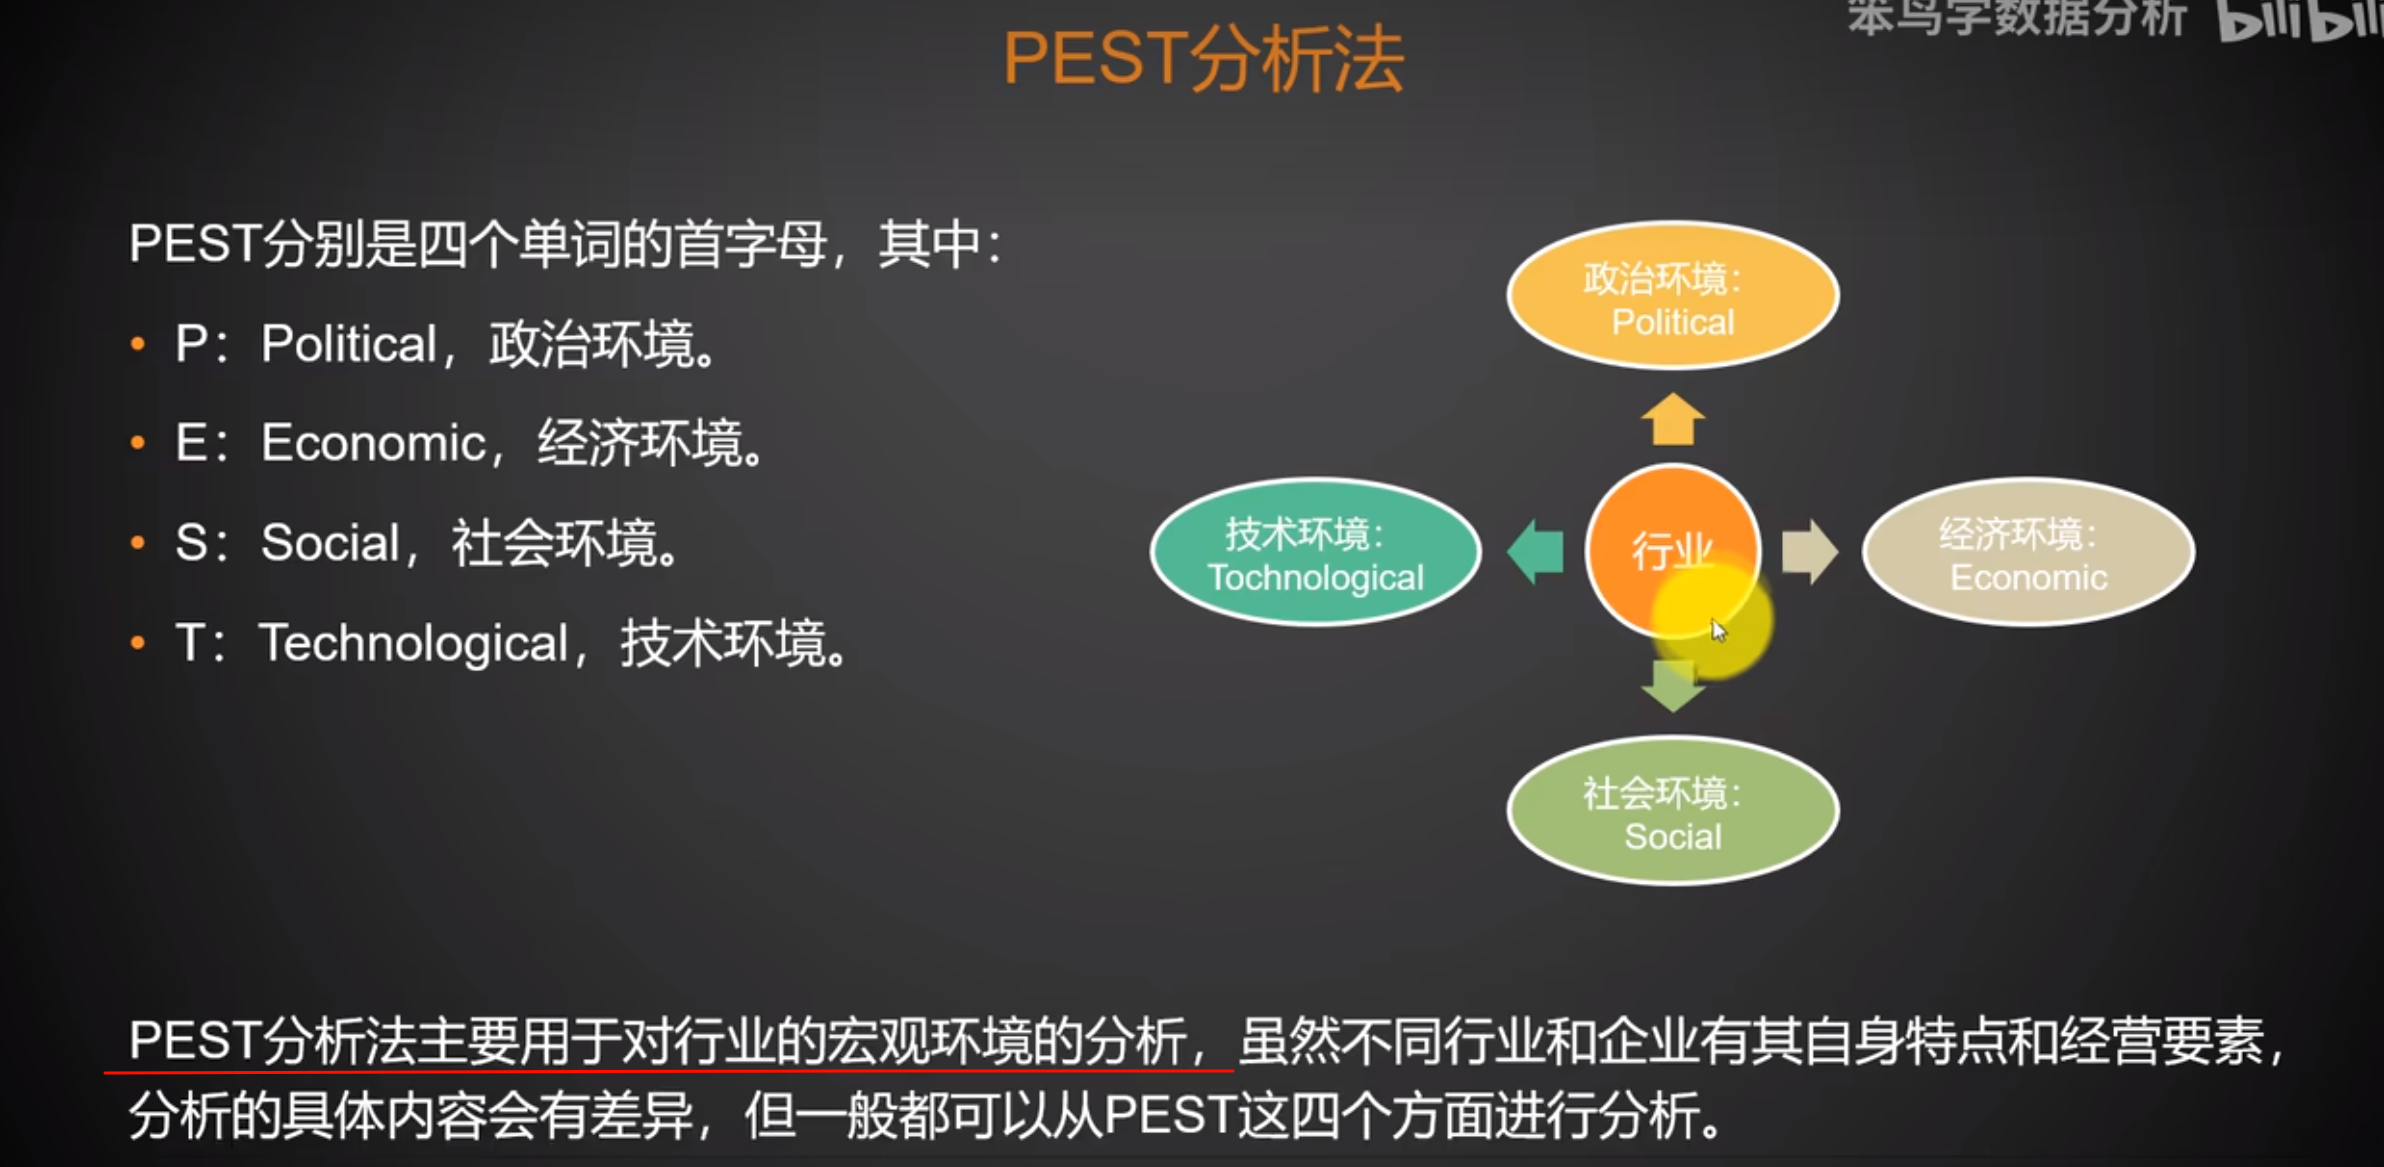 笨鸟学数据分析 bilibili
PEST分析法
PEST分别是四个单词的首字母，其中：
• P：Political，政治环境。
• E：Economic，经济环境。
• S：Social，社会环境。
• T：Technological，技术环境。
政治环境：
Political
技术环境：
Tochnological
行业
经济环境：
Economic
社会环境：
Social
PEST分析法主要用于对行业的宏观环境的分析，虽然不同行业和企业有其自身特点和经营要素，
分析的具体内容会有差异，但一般都可以从PEST这四个方面进行分析。